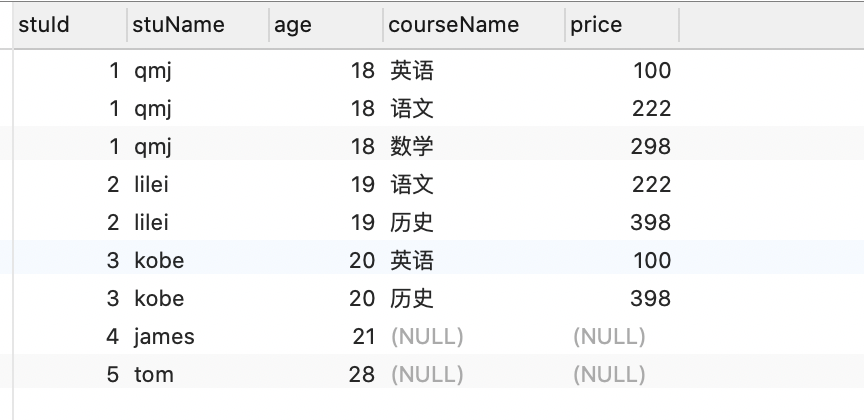 stuId stuName age courseName price
1 qmj 18 英语 100
1 qmj 18 语文 222
1 qmj 18 数学 298
2 lilei 19 语文 222
2 lilei 19 历史 398
3 kobe 20 英语 100
3 kobe 20 历史 398
4 james 21 (NULL) (NULL)
5 tom 28 (NULL) (NULL)